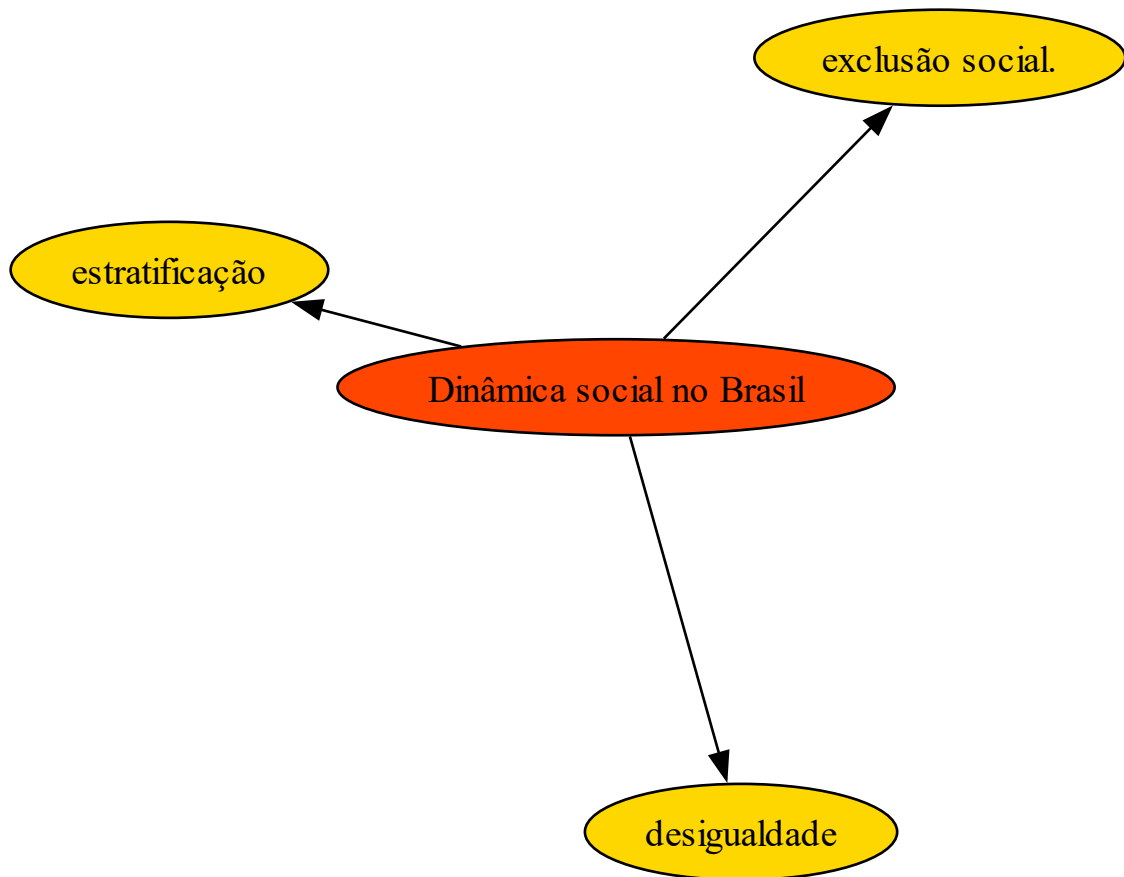 exclusão social.
estratificação
Dinâmica social no Brasil
desigualdade